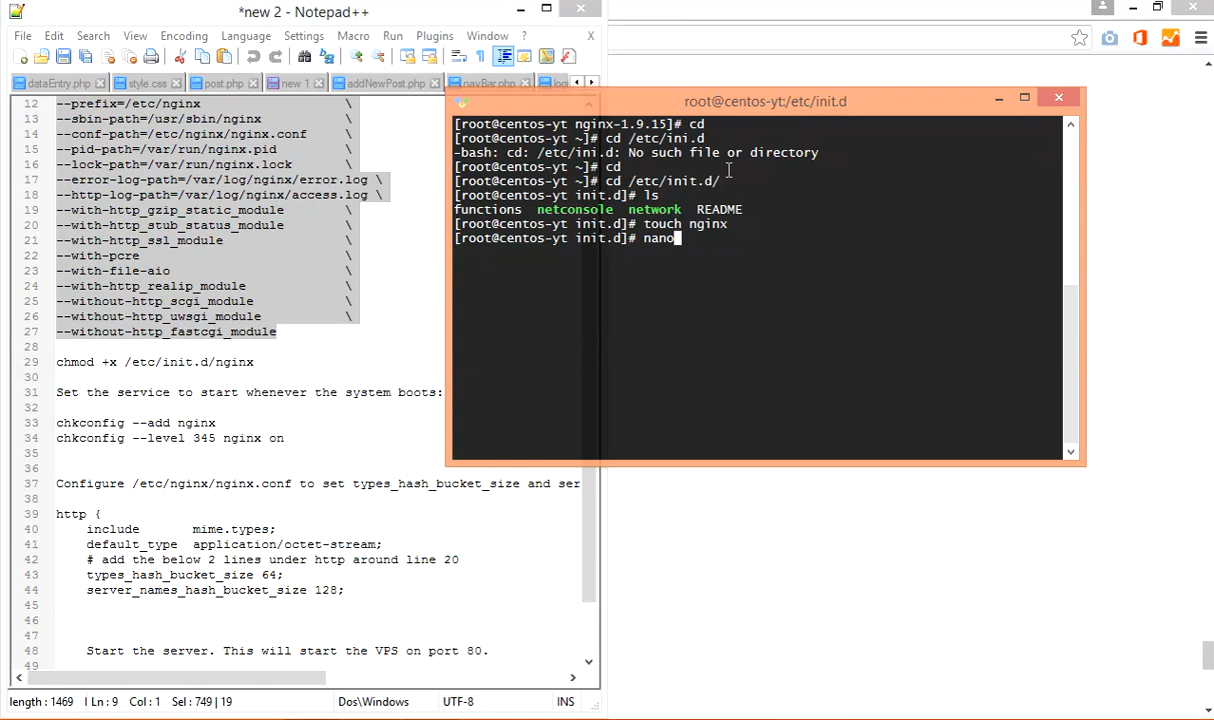 *new 2 - Notepad++
File Edit Search View Encoding Language Settings Macro Run Plugins Window ? X
dataEntry.php style.css post.php new 1 addNewPost.php navBar.php
12 --prefix=/etc/nginx \
13 --sbin-path=/usr/sbin/nginx \
14 --conf-path=/etc/nginx/nginx.conf \
15 --pid-path=/var/run/nginx.pid \
16 --lock-path=/var/run/nginx.lock \
17 --error-log-path=/var/log/nginx/error.log \
18 --http-log-path=/var/log/nginx/access.log \
19 --with-http_gzip_static_module \
20 --with-http_stub_status_module \
21 --with-http_ssl_module \
22 --with-pcre \
23 --with-file-aio \
24 --with-http_realip_module \
25 --without-http_scgi_module \
26 --without-http_uwsgi_module \
27 --without-http_fastcgi_module
28
29 chmod +x /etc/init.d/nginx
30
31 Set the service to start whenever the system boots:
32
33 chkconfig --add nginx
34 chkconfig --level 345 nginx on
35
36
37 Configure /etc/nginx/nginx.conf to set types_hash_bucket_size and ser
38
39 http {
40 include mime.types;
41 default_type application/octet-stream;
42 # add the below 2 lines under http around line 20
43 types_hash_bucket_size 64;
44 server_names_hash_bucket_size 128;
45
46
47
48 Start the server. This will start the VPS on port 80.
49
length : 1469 l Ln : 9 Col : 1 Sel : 749 | 19 Dos\Windows UTF-8 INS
root@centos-yt:/etc/init.d
[root@centos-yt nginx-1.9.15]# cd
[root@centos-yt ~]# cd /etc/ini.d
-bash: cd: /etc/ini.d: No such file or directory
[root@centos-yt ~]# cd
[root@centos-yt ~]# cd /etc/init.d/
[root@centos-yt init.d]# ls
functions netconsole network README
[root@centos-yt init.d]# touch nginx
[root@centos-yt init.d]# nano